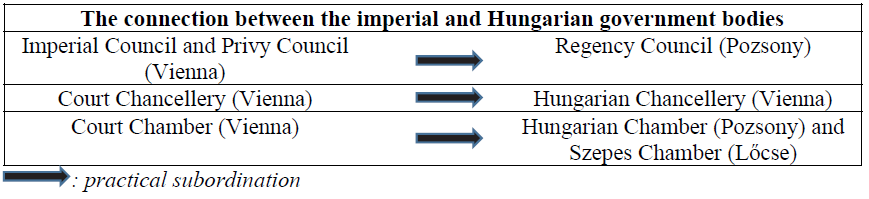 The connection between the imperial and Hungarian government bodies
Imperial Council and Privy Council
(Vienna)
Regency Council (Pozsony)
Court Chancellery (Vienna)
Hungarian Chancellery (Vienna)
Court Chamber (Vienna)
Hungarian Chamber (Pozsony) and
Szepes Chamber (Lőcse)
: practical subordination